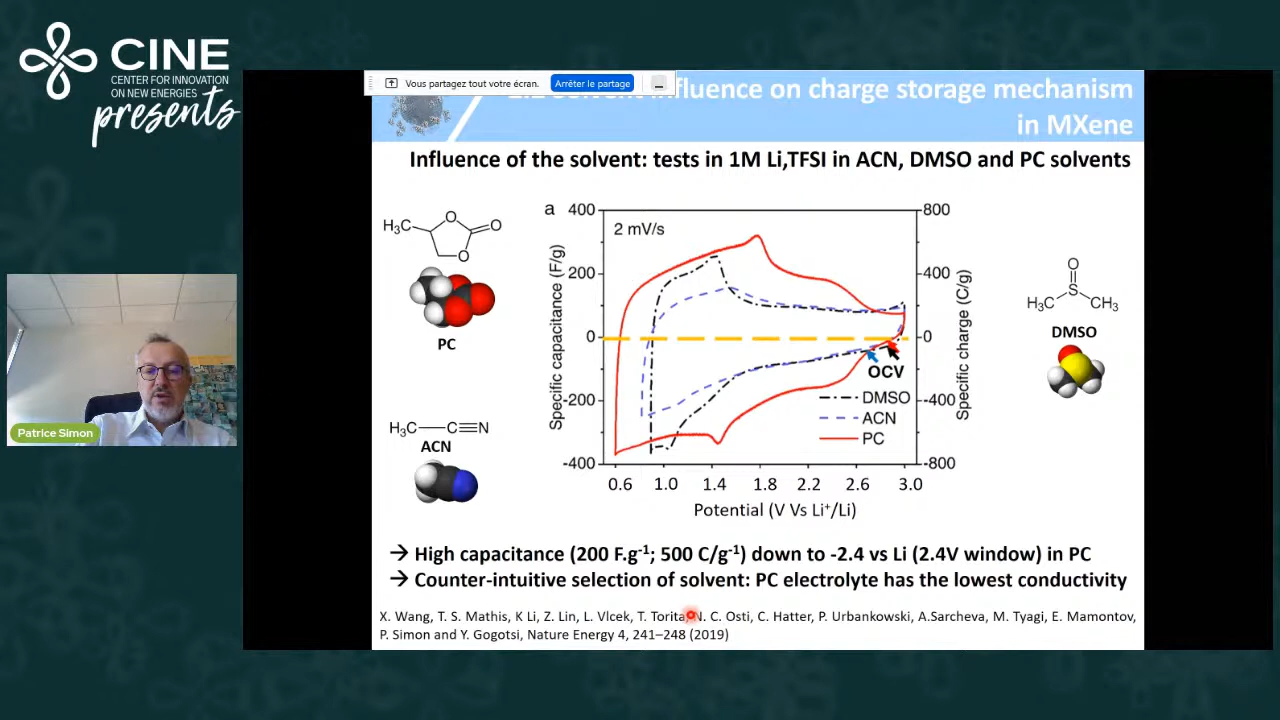 CINE
CENTER FOR INNOVATION
ON NEW ENERGIES
presents
Vous partagez tout votre écran.
Arrêter le partage
influence on charge storage mechanism
in MXene
Influence of the solvent: tests in 1M Li,TFSI in ACN, DMSO and PC solvents
H₃C
O
O
O
PC
H₃C
C
N
ACN
a
2 mV/s
Specific capacitance (F/g)
400
200
0
-200
-400
Specific charge (C/g)
800
400
0
-400
-800
OCV
DMSO
ACN
PC
0.6 1.0 1.4 1.8 2.2 2.6 3.0
Potential (V Vs Li⁺/Li)
O
S
H₃C
CH₃
DMSO
Patrice Simon
→ High capacitance (200 F.g⁻¹; 500 C/g⁻¹) down to -2.4 vs Li (2.4V window) in PC
→ Counter-intuitive selection of solvent: PC electrolyte has the lowest conductivity
X. Wang, T. S. Mathis, K Li, Z. Lin, L. Vlcek, T. Torita, N. C. Osti, C. Hatter, P. Urbankowski, A.Sarcheva, M. Tyagi, E. Mamontov,
P. Simon and Y. Gogotsi, Nature Energy 4, 241–248 (2019)